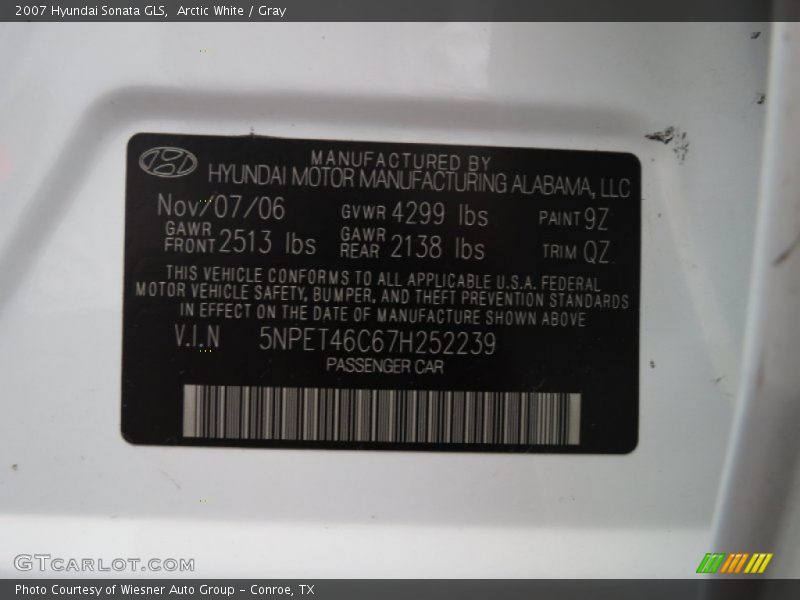 2007 Hyundai Sonata GLS, Arctic White / Gray
MANUFACTURED BY
HYUNDAI MOTOR MANUFACTURING ALABAMA, LLC
Nov/07/06 GVWR 4299 lbs PAINT 9Z
GAWR FRONT 2513 lbs GAWR REAR 2138 lbs TRIM QZ
THIS VEHICLE CONFORMS TO ALL APPLICABLE U.S.A. FEDERAL
MOTOR VEHICLE SAFETY, BUMPER, AND THEFT PREVENTION STANDARDS
IN EFFECT ON THE DATE OF MANUFACTURE SHOWN ABOVE
V.I.N 5NPET46C67H252239
PASSENGER CAR
GTCARLOT.COM
Photo Courtesy of Wiesner Auto Group - Conroe, TX